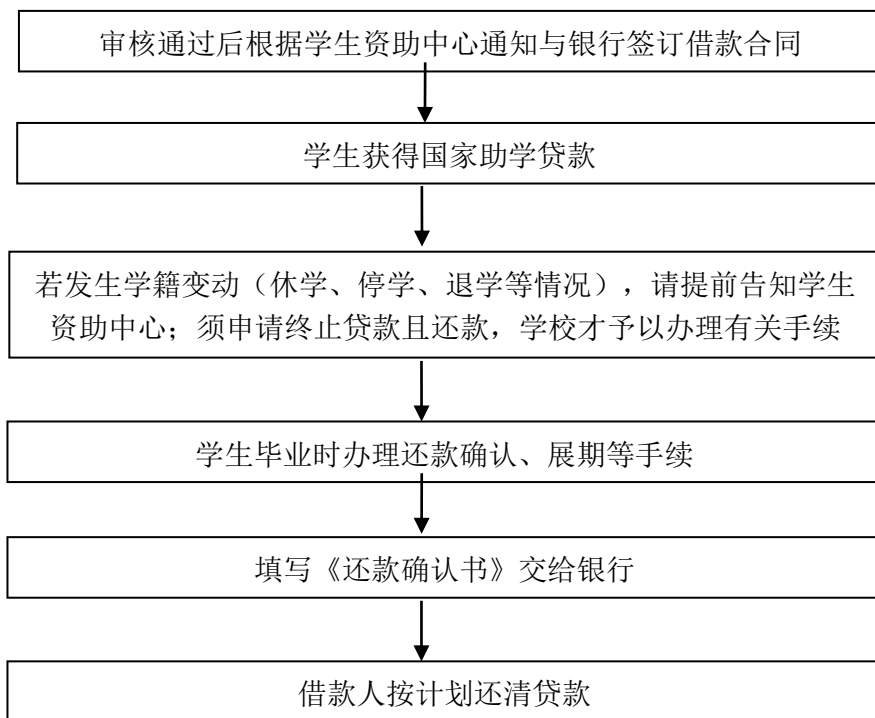 审核通过后根据学生资助中心通知与银行签订借款合同
学生获得国家助学贷款
若发生学籍变动（休学、停学、退学等情况），请提前告知学生
资助中心；须申请终止贷款且还款，学校才予以办理有关手续
学生毕业时办理还款确认、展期等手续
填写《还款确认书》交给银行
借款人按计划还清贷款